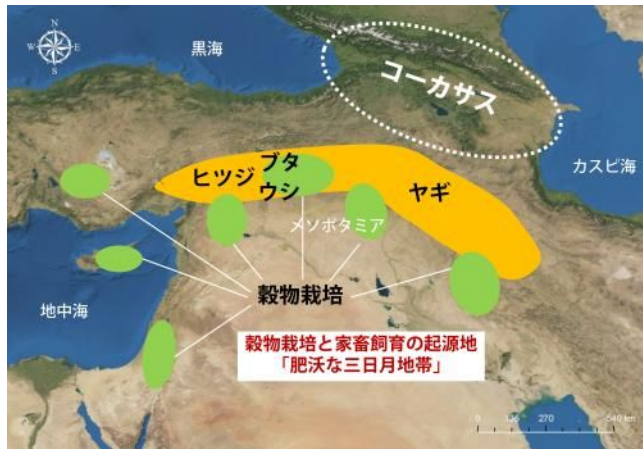 N
W E
S
黒海
コーカサス
カスピ海
ヒツジ
ブタ
ウシ
ヤギ
メソポタミア
穀物栽培
地中海
穀物栽培と家畜飼育の起源地
「肥沃な三日月地帯」
0 135 270 540 km